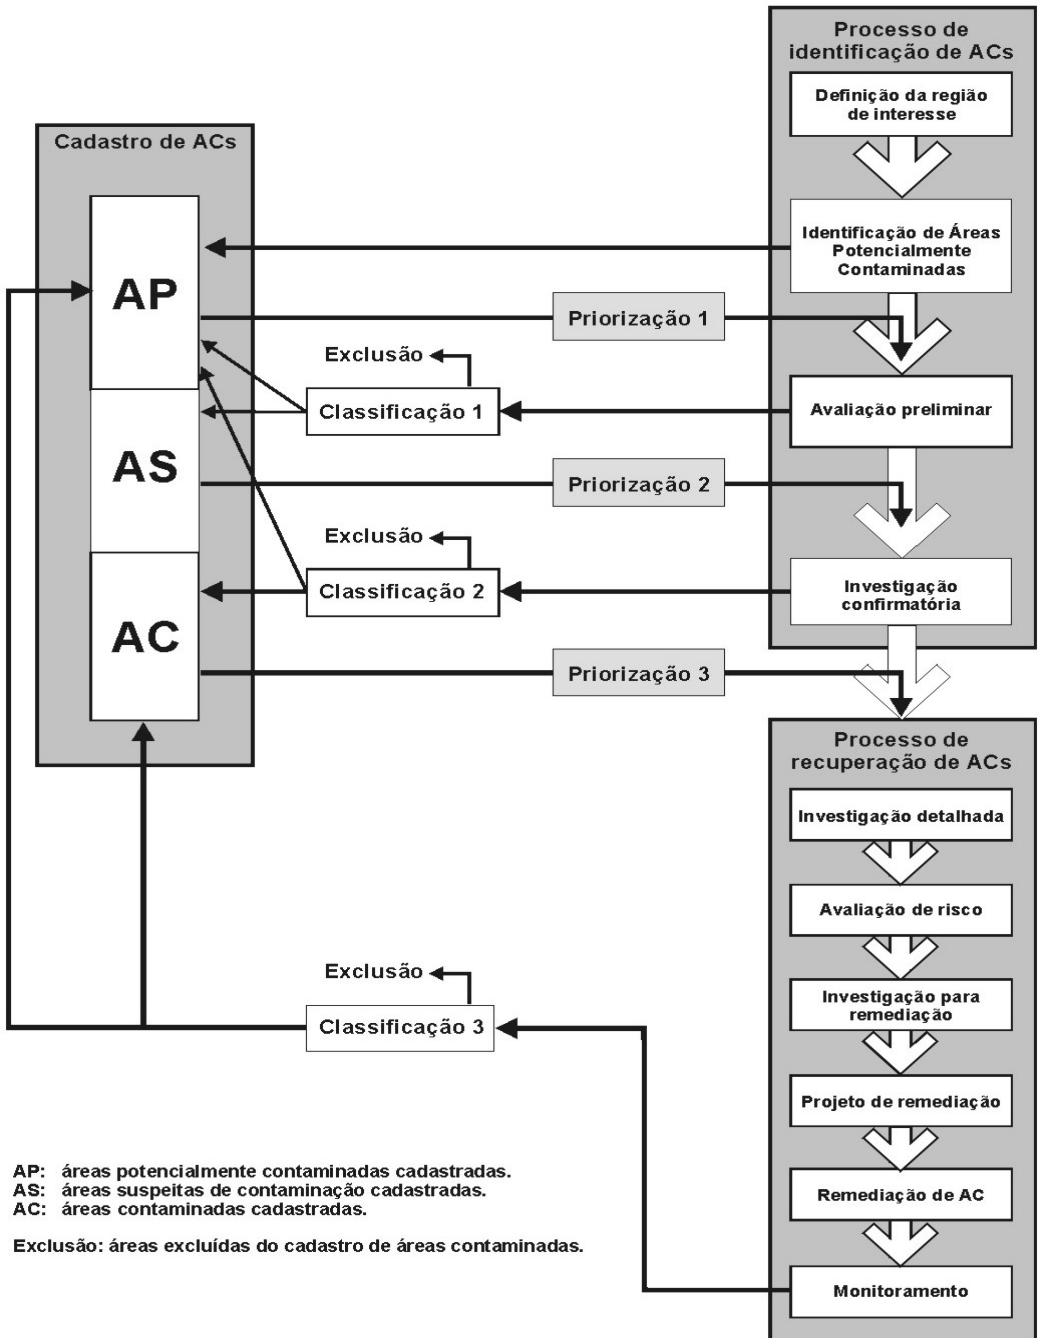 Processo de
identificação de ACs
Definição da região
de interesse
Cadastro de ACs
Identificação de Áreas
Potencialmente
Contaminadas
AP
Priorização 1
Exclusão
Classificação 1
Avaliação preliminar
AS
Priorização 2
Exclusão
Classificação 2
Investigação
confirmatória
AC
Priorização 3
Processo de
recuperação de ACs
Investigação detalhada
Avaliação de risco
Investigação para
remediação
Exclusão
Classificação 3
Projeto de remediação
Remediação de AC
Monitoramento
AP: áreas potencialmente contaminadas cadastradas.
AS: áreas suspeitas de contaminação cadastradas.
AC: áreas contaminadas cadastradas.
Exclusão: áreas excluídas do cadastro de áreas contaminadas.